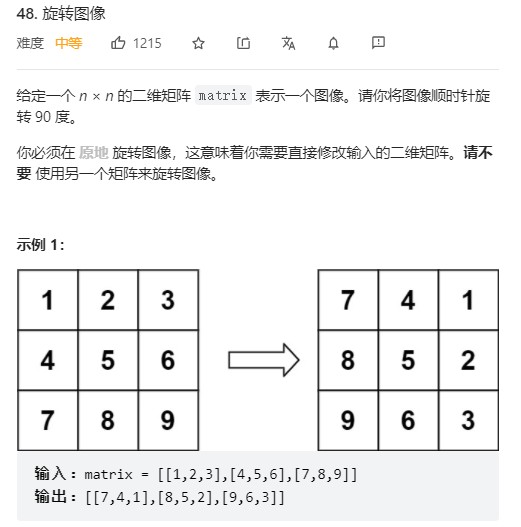 48. 旋转图像
难度 中等 1215
给定一个 n × n 的二维矩阵 matrix 表示一个图像。请你将图像顺时针旋
转 90 度。
你必须在 原地 旋转图像，这意味着你需要直接修改输入的二维矩阵。请不
要 使用另一个矩阵来旋转图像。
示例 1：
1 2 3 7 4 1
4 5 6 8 5 2
7 8 9 9 6 3
输入：matrix = [[1,2,3],[4,5,6],[7,8,9]]
输出：[[7,4,1],[8,5,2],[9,6,3]]